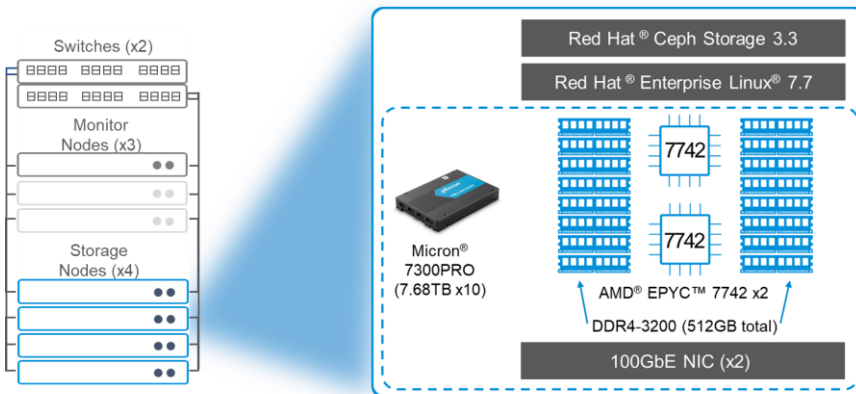 Switches (x2)
Monitor
Nodes (x3)
Storage
Nodes (x4)
Red Hat® Ceph Storage 3.3
Red Hat® Enterprise Linux® 7.7
7742
7742
Micron®
7300PRO
(7.68TB x10)
AMD® EPYC™ 7742 x2
DDR4-3200 (512GB total)
100GbE NIC (x2)